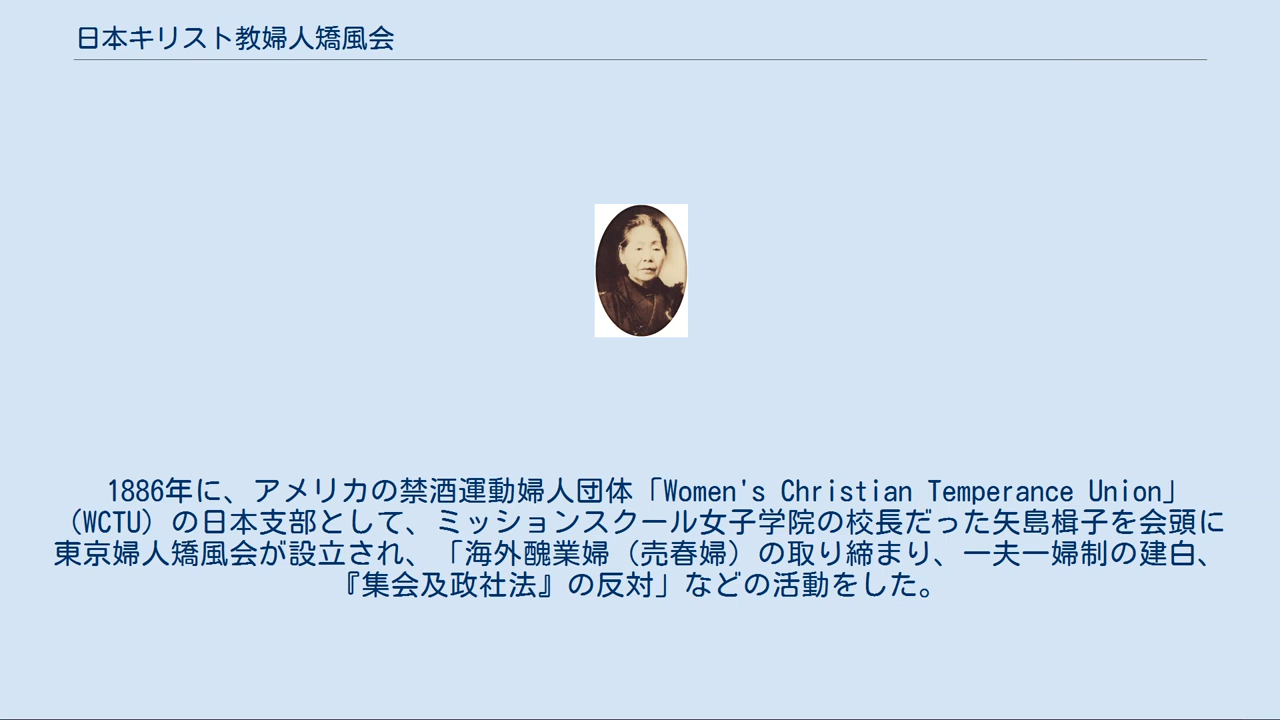 日本キリスト教婦人矯風会
1886年に、アメリカの禁酒運動婦人団体「Women's Christian Temperance Union」
（WCTU）の日本支部として、ミッションスクール女子学院の校長だった矢島楫子を会頭に
東京婦人矯風会が設立され、「海外醜業婦（売春婦）の取り締まり、一夫一婦制の建白、
『集会及政社法』の反対」などの活動をした。